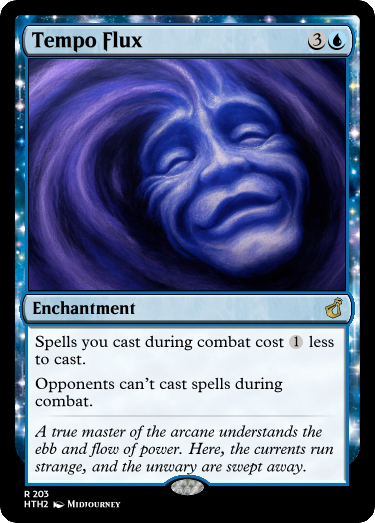 Tempo Flux 3
Enchantment
Spells you cast during combat cost 1 less
to cast.
Opponents can't cast spells during
combat.
A true master of the arcane understands the
ebb and flow of power. Here, the currents run
strange, and the unwary are swept away.
R 203
HTH2 Midjourney